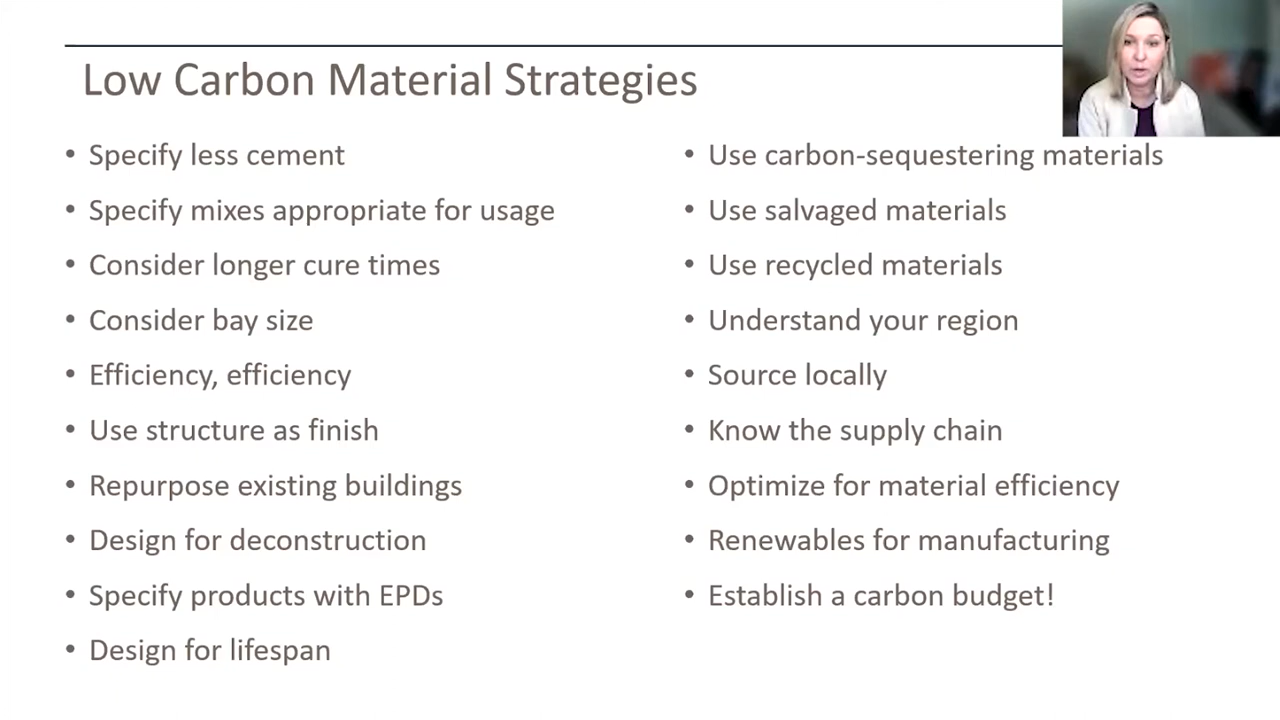 Low Carbon Material Strategies
• Specify less cement
• Specify mixes appropriate for usage
• Consider longer cure times
• Consider bay size
• Efficiency, efficiency
• Use structure as finish
• Repurpose existing buildings
• Design for deconstruction
• Specify products with EPDs
• Design for lifespan
• Use carbon-sequestering materials
• Use salvaged materials
• Use recycled materials
• Understand your region
• Source locally
• Know the supply chain
• Optimize for material efficiency
• Renewables for manufacturing
• Establish a carbon budget!